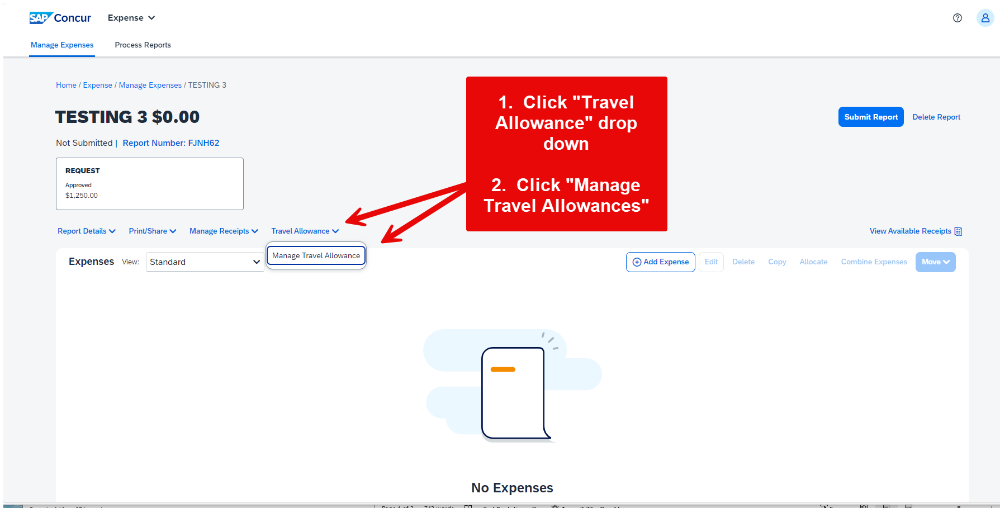 SAP Concur Expense
Manage Expenses Process Reports
Home / Expense / Manage Expenses / TESTING 3
TESTING 3 $0.00
Submit Report Delete Report
Not Submitted | Report Number: FJNH62
REQUEST
Approved
$1,250.00
1. Click "Travel
Allowance" drop
down
2. Click "Manage
Travel Allowances"
Report Details Print/Share Manage Receipts Travel Allowance View Available Receipts
Manage Travel Allowance
Expenses View: Standard Add Expense Edit Delete Copy Allocate Combine Expenses Move
No Expenses